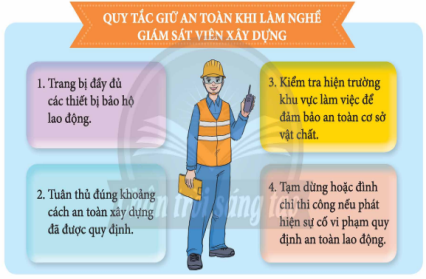 QUY TẮC GIỮ AN TOÀN KHI LÀM NGHỀ
GIÁM SÁT VIÊN XÂY DỰNG
1. Trang bị đầy đủ
các thiết bị bảo hộ
lao động.
2. Tuân thủ đúng khoảng
cách an toàn xây dựng
đã được quy định.
3. Kiểm tra hiện trường
khu vực làm việc để
đảm bảo an toàn cơ sở
vật chất.
4. Tạm dừng hoặc đình
chỉ thi công nếu phát
hiện sự cố vi phạm quy
định an toàn lao động.